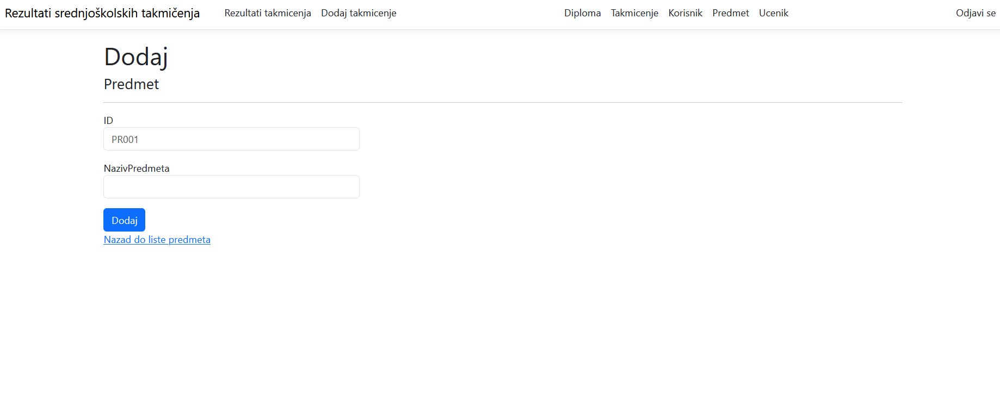 Rezultati srednjoškolskih takmičenja Rezultati takmicenja Dodaj takmicenje Diploma Takmicenje Korisnik Predmet Ucenik Odjavi se
Dodaj
Predmet
ID
PR001
NazivPredmeta
Dodaj
Nazad do liste predmeta